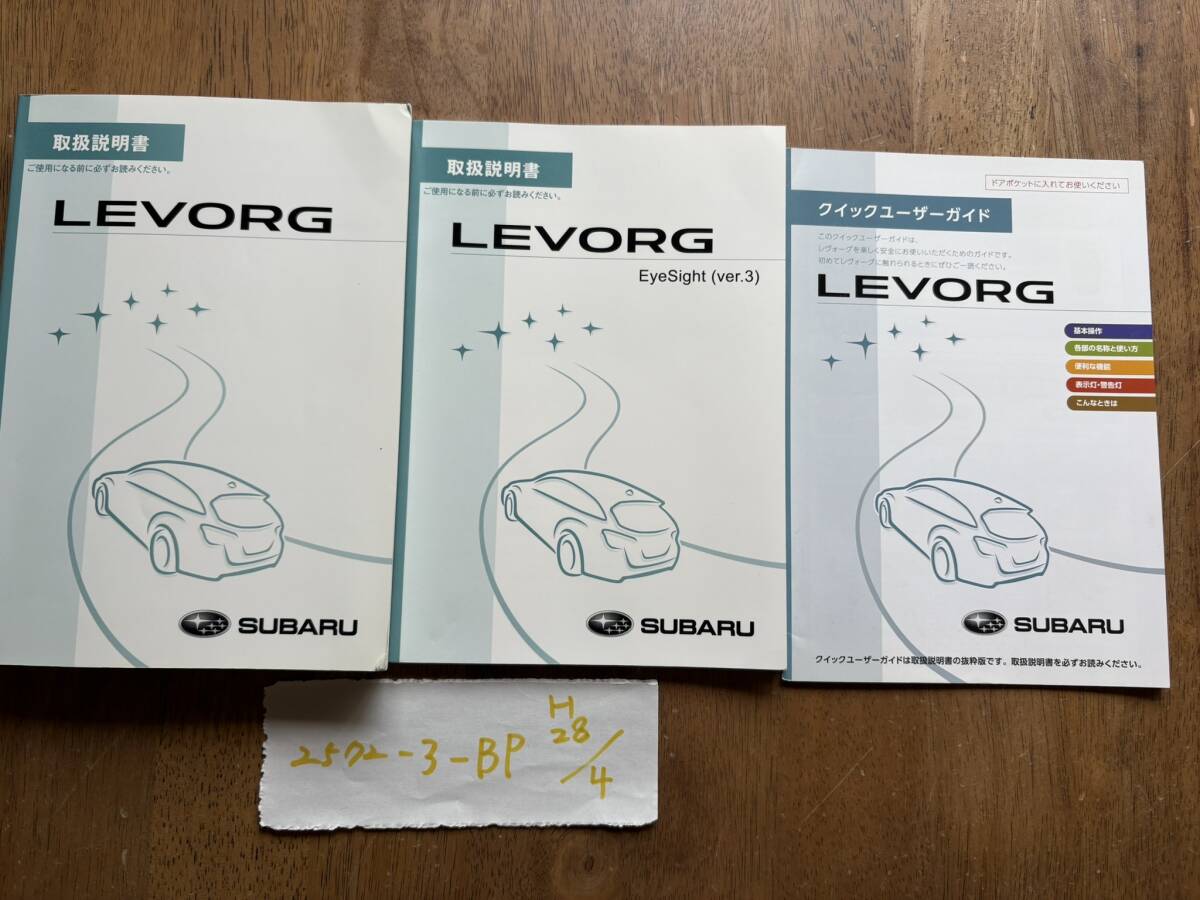 取扱説明書
ご使用になる前に必ずお読みください。
LEVORG
SUBARU
取扱説明書
ご使用になる前に必ずお読みください。
LEVORG
EyeSight (ver.3)
SUBARU
ドアポケットに入れてお使いください
クイックユーザーガイド
このクイックユーザーガイドは、
レヴォーグを楽しく安全にお使いいただくためのガイドです。
初めてレヴォーグに触れられるときにぜひご一読ください。
LEVORG
基本操作
各部の名称と使い方
便利な機能
表示灯・警告灯
こんなときは
SUBARU
クイックユーザーガイドは取扱説明書の抜粋版です。取扱説明書を必ずお読みください。
2572-3-BP H28/4